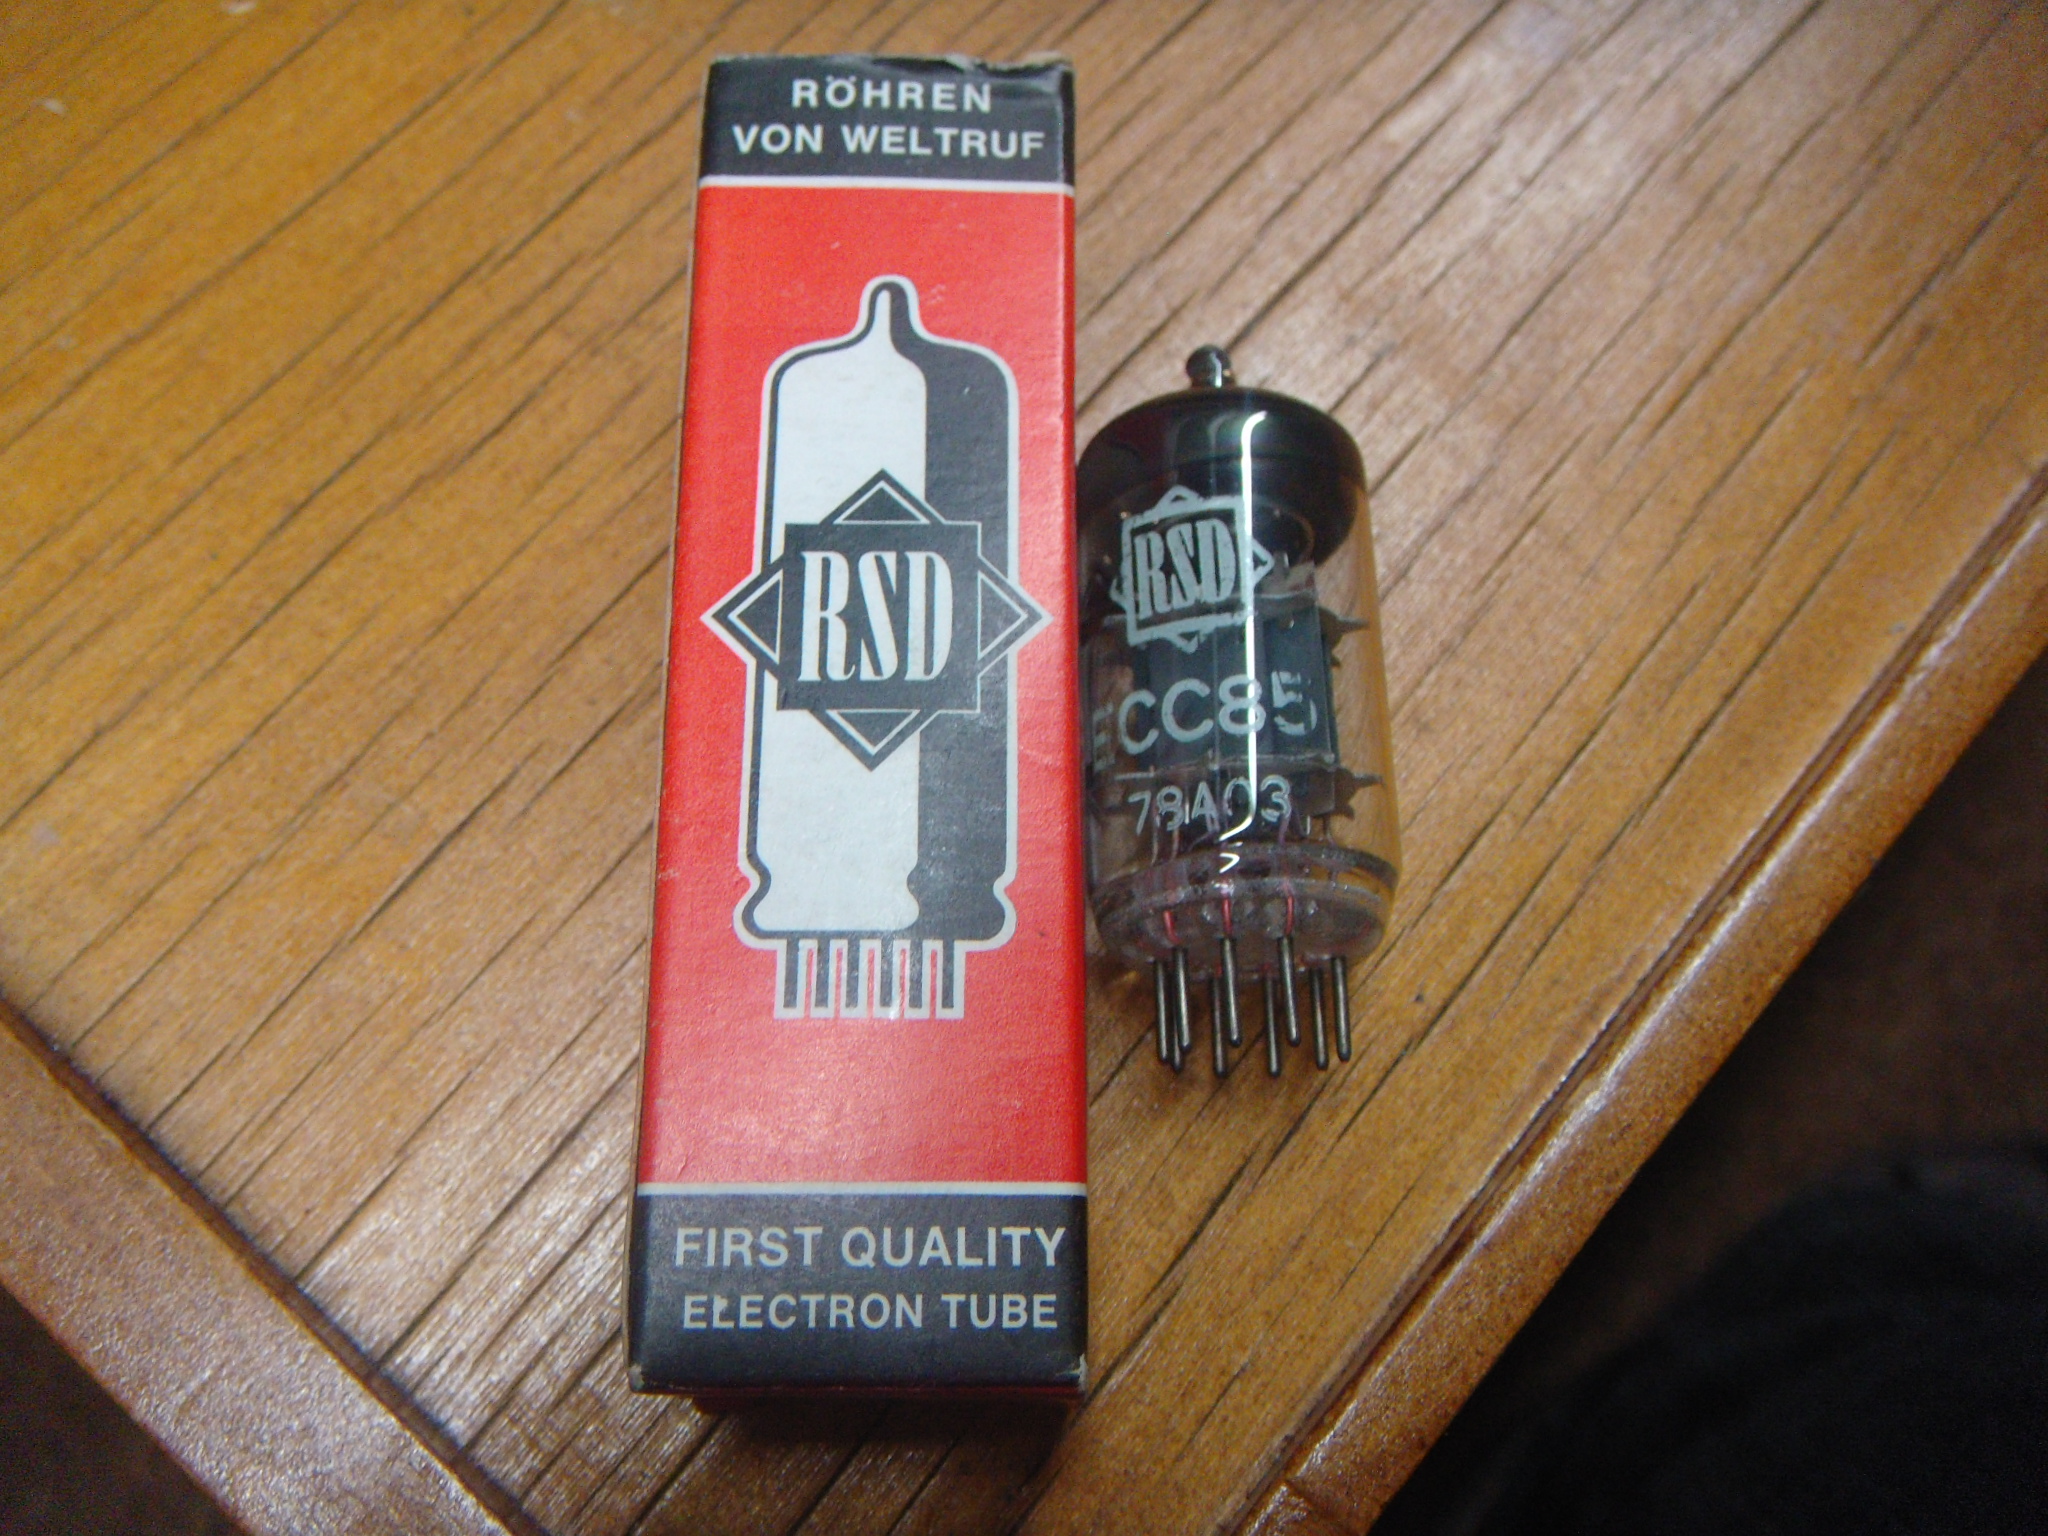 RÖHREN
VON WELTRUF
RSD
FIRST QUALITY
ELECTRON TUBE
RSD
ECC85
78A03